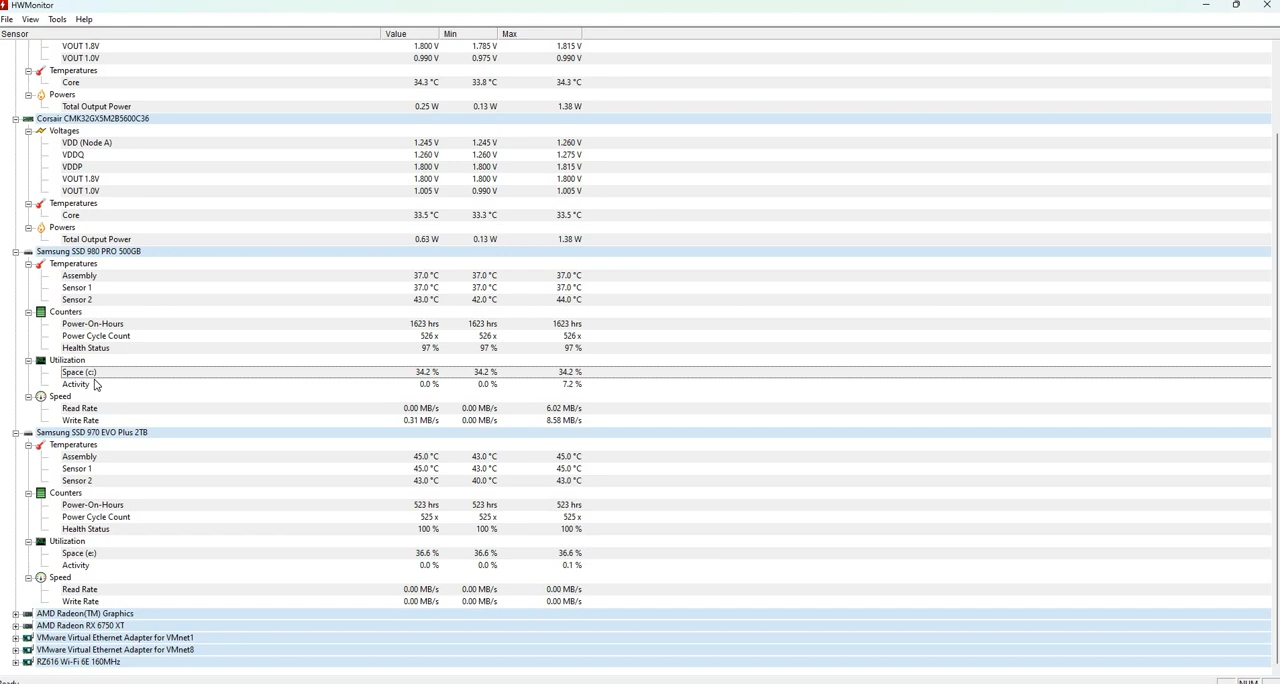 HWMonitor
File View Tools Help
Sensor Value Min Max
VOUT 1.8V 1.800 V 1.785 V 1.815 V
VOUT 1.0V 0.990 V 0.975 V 0.990 V
Temperatures
Core 34.3 °C 33.8 °C 34.3 °C
Powers
Total Output Power 0.25 W 0.13 W 1.38 W
Corsair CMK32GX5M2B5600C36
Voltages
VDD (Node A) 1.245 V 1.245 V 1.260 V
VDDQ 1.260 V 1.260 V 1.275 V
VDDP 1.800 V 1.800 V 1.815 V
VOUT 1.8V 1.800 V 1.800 V 1.800 V
VOUT 1.0V 1.005 V 0.990 V 1.005 V
Temperatures
Core 33.5 °C 33.3 °C 33.5 °C
Powers
Total Output Power 0.63 W 0.13 W 1.38 W
Samsung SSD 980 PRO 500GB
Temperatures
Assembly 37.0 °C 37.0 °C 37.0 °C
Sensor 1 37.0 °C 37.0 °C 37.0 °C
Sensor 2 43.0 °C 42.0 °C 44.0 °C
Counters
Power-On-Hours 1623 hrs 1623 hrs 1623 hrs
Power Cycle Count 526 x 526 x 526 x
Health Status 97 % 97 % 97 %
Utilization
Space (c:) 34.2 % 34.2 % 34.2 %
Activity 0.0 % 0.0 % 7.2 %
Speed
Read Rate 0.00 MB/s 0.00 MB/s 6.02 MB/s
Write Rate 0.31 MB/s 0.00 MB/s 8.58 MB/s
Samsung SSD 970 EVO Plus 2TB
Temperatures
Assembly 45.0 °C 43.0 °C 45.0 °C
Sensor 1 45.0 °C 43.0 °C 45.0 °C
Sensor 2 43.0 °C 40.0 °C 43.0 °C
Counters
Power-On-Hours 523 hrs 523 hrs 523 hrs
Power Cycle Count 525 x 525 x 525 x
Health Status 100 % 100 % 100 %
Utilization
Space (e:) 36.6 % 36.6 % 36.6 %
Activity 0.0 % 0.0 % 0.1 %
Speed
Read Rate 0.00 MB/s 0.00 MB/s 0.00 MB/s
Write Rate 0.00 MB/s 0.00 MB/s 0.00 MB/s
AMD Radeon(TM) Graphics
AMD Radeon RX 6750 XT
VMware Virtual Ethernet Adapter for VMnet1
VMware Virtual Ethernet Adapter for VMnet8
RZ616 Wi-Fi 6E 160MHz
Ready NUM